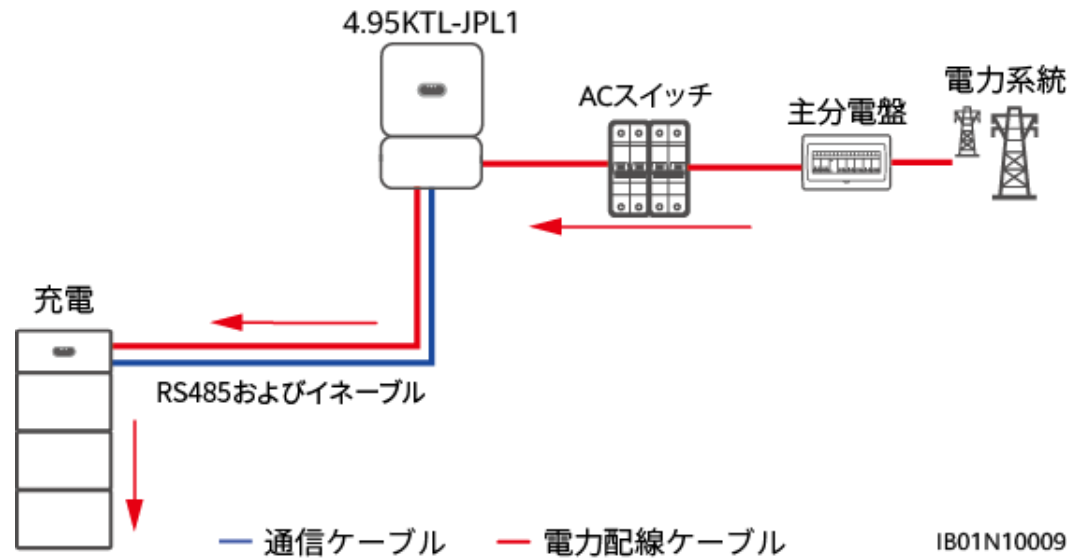 4.95KTL-JPL1
ACスイッチ
主分電盤
電力系統
充電
RS485およびイネーブル
通信ケーブル
電力配線ケーブル
IB01N10009